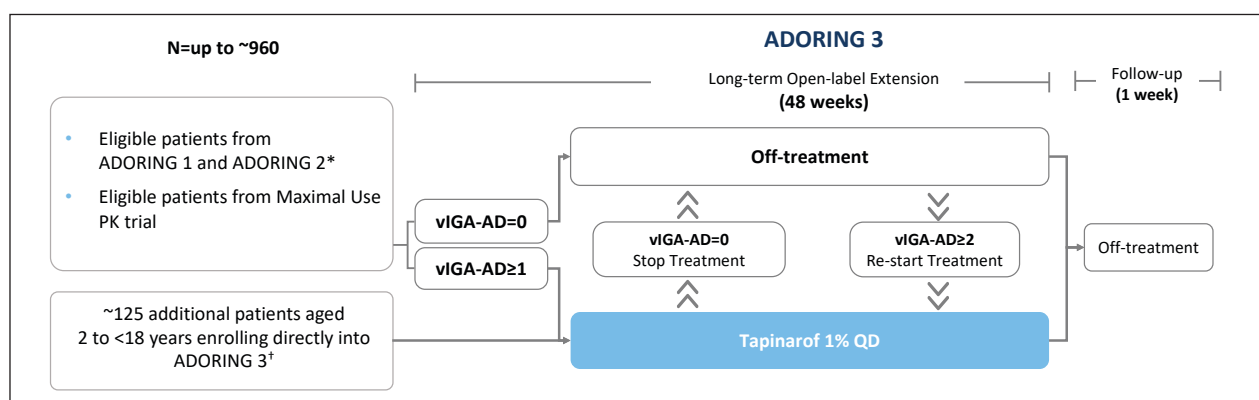 N=up to ~960
ADORING 3
Long-term Open-label Extension
(48 weeks)
Follow-up
(1 week)
• Eligible patients from
ADORING 1 and ADORING 2*
• Eligible patients from Maximal Use
PK trial
vIGA-AD=0
vIGA-AD≥1
~125 additional patients aged
2 to <18 years enrolling directly into
ADORING 3†
Off-treatment
vIGA-AD=0
Stop Treatment
vIGA-AD≥2
Re-start Treatment
Tapinarof 1% QD
Off-treatment